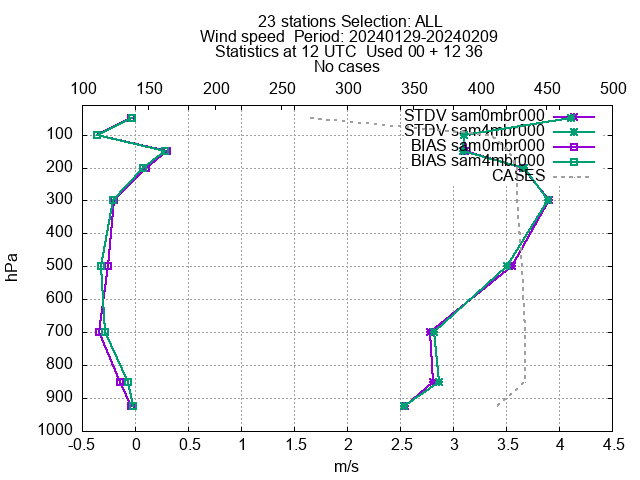 23 stations Selection: ALL
Wind speed  Period: 20240129-20240209
Statistics at 12 UTC  Used 00 + 12 36
No cases
100 150 200 250 300 350 400 450 500
STDV sam0mbr000
STDV sam4mbr000
BIAS sam0mbr000
BIAS sam4mbr000
CASES
100
200
300
400
500
600
700
800
900
1000
hPa
-0.5 0 0.5 1 1.5 2 2.5 3 3.5 4 4.5
m/s